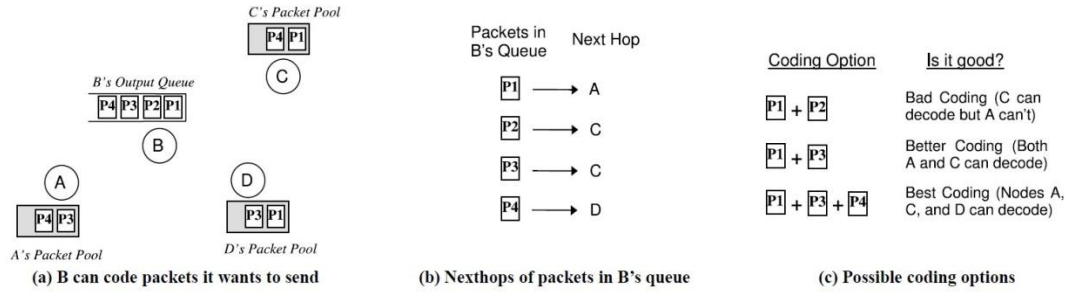 C's Packet Pool
P4 P1
C
B's Output Queue
P4 P3 P2 P1
B
A
P4 P3
A's Packet Pool
D
P3 P1
D's Packet Pool
(a) B can code packets it wants to send
Packets in
B's Queue
Next Hop
P1 A
P2 C
P3 C
P4 D
(b) Nexthops of packets in B's queue
Coding Option
Is it good?
P1 + P2
Bad Coding (C can
decode but A can't)
P1 + P3
Better Coding (Both
A and C can decode)
P1 + P3 + P4
Best Coding (Nodes A,
C, and D can decode)
(c) Possible coding options